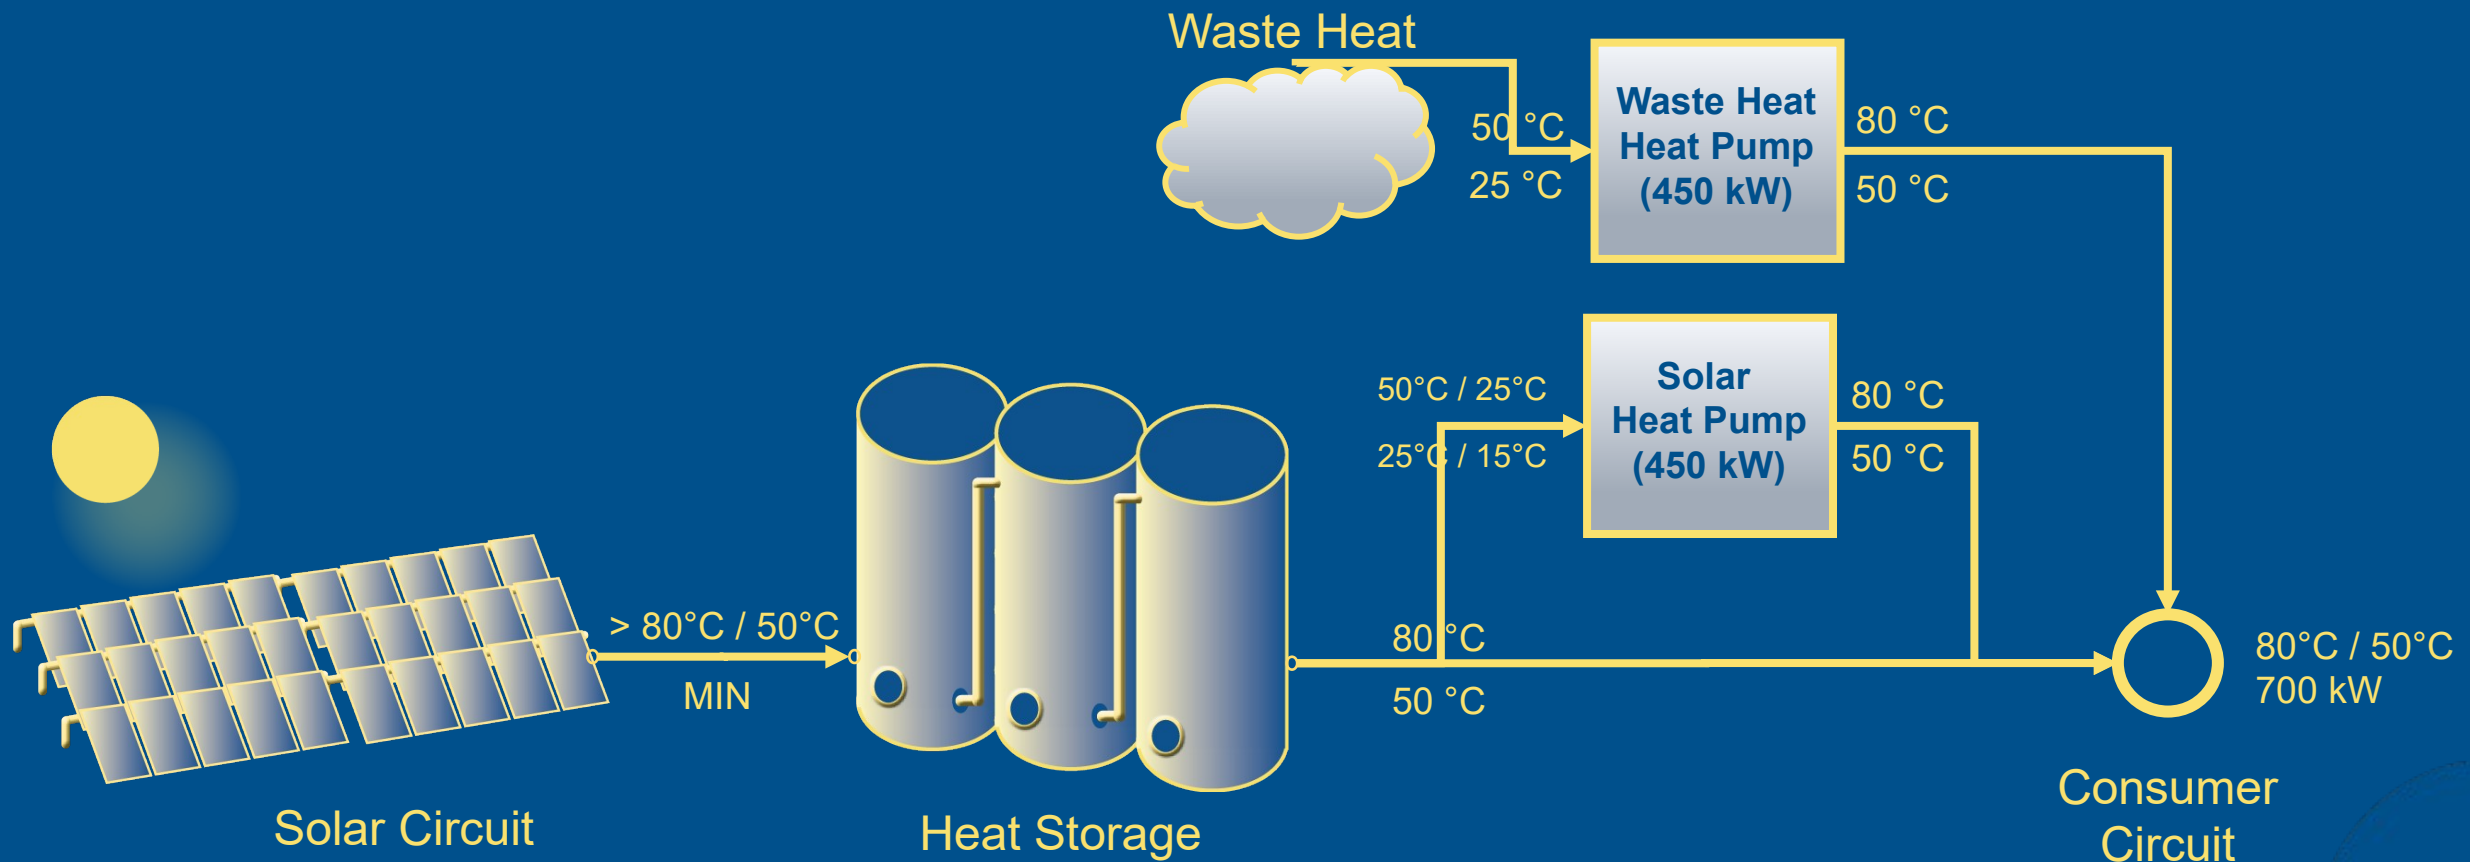 Waste Heat
50 °C
25 °C
Waste Heat
Heat Pump
(450 kW)
80 °C
50 °C
50°C / 25°C
25°C / 15°C
Solar
Heat Pump
(450 kW)
80 °C
50 °C
> 80°C / 50°C
MIN
80 °C
50 °C
80°C / 50°C
700 kW
Solar Circuit
Heat Storage
Consumer
Circuit